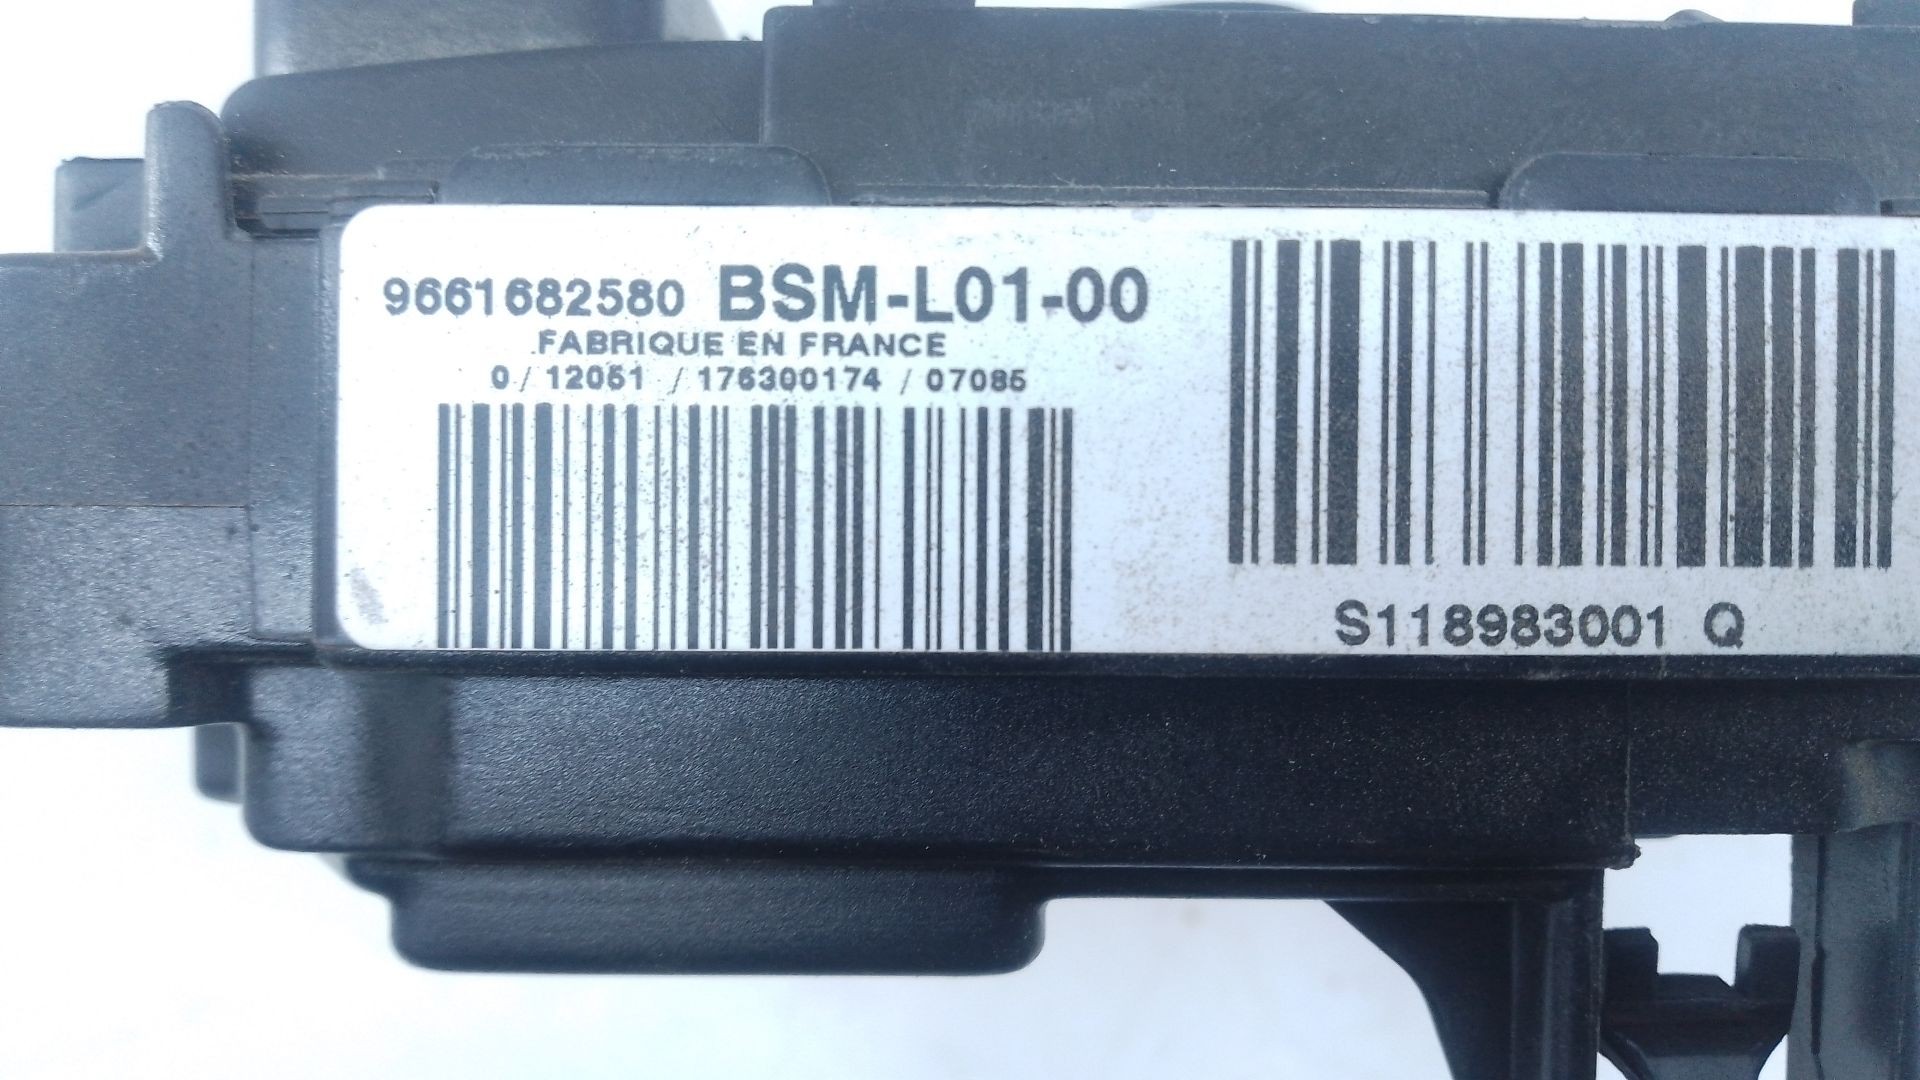 9661682580 BSM-L01-00
FABRIQUE EN FRANCE
0 / 12051 / 176300174 / 07085
S118983001 Q